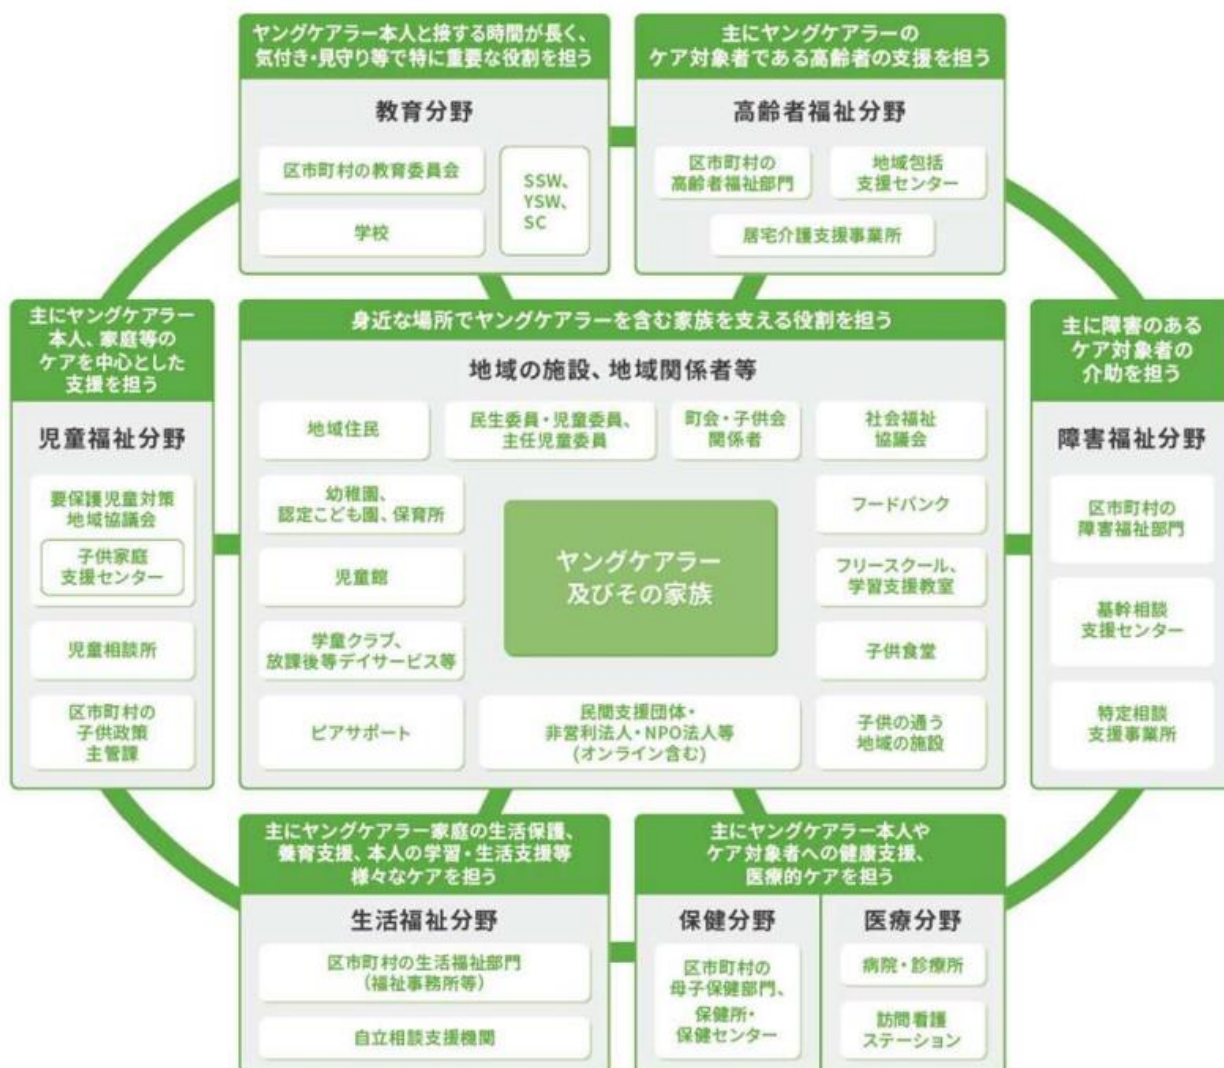 ヤングケアラー本人と接する時間が長く、
気付き・見守り等で特に重要な役割を担う
教育分野
区市町村の教育委員会
学校
SSW、
YSW、
SC
主にヤングケアラーの
ケア対象者である高齢者の支援を担う
高齢者福祉分野
区市町村の
高齢者福祉部門
地域包括
支援センター
居宅介護支援事業所
主にヤングケアラー
本人、家庭等の
ケアを中心とした
支援を担う
児童福祉分野
要保護児童対策
地域協議会
子供家庭
支援センター
児童相談所
区市町村の
子供政策
主管課
身近な場所でヤングケアラーを含む家族を支える役割を担う
地域の施設、地域関係者等
地域住民
民生委員・児童委員、
主任児童委員
町会・子供会
関係者
社会福祉
協議会
幼稚園、
認定こども園、保育所
フードバンク
ヤングケアラー
及びその家族
児童館
フリースクール、
学習支援教室
学童クラブ、
放課後等デイサービス等
子供食堂
ピアサポート
民間支援団体・
非営利法人・NPO法人等
(オンライン含む)
子供の通う
地域の施設
主に障害のある
ケア対象者の
介助を担う
障害福祉分野
区市町村の
障害福祉部門
基幹相談
支援センター
特定相談
支援事業所
主にヤングケアラー家庭の生活保護、
養育支援、本人の学習・生活支援等
様々なケアを担う
生活福祉分野
区市町村の生活福祉部門
(福祉事務所等)
自立相談支援機関
主にヤングケアラー本人や
ケア対象者への健康支援、
医療的ケアを担う
保健分野
区市町村の
母子保健部門、
保健所・
保健センター
医療分野
病院・診療所
訪問看護
ステーション